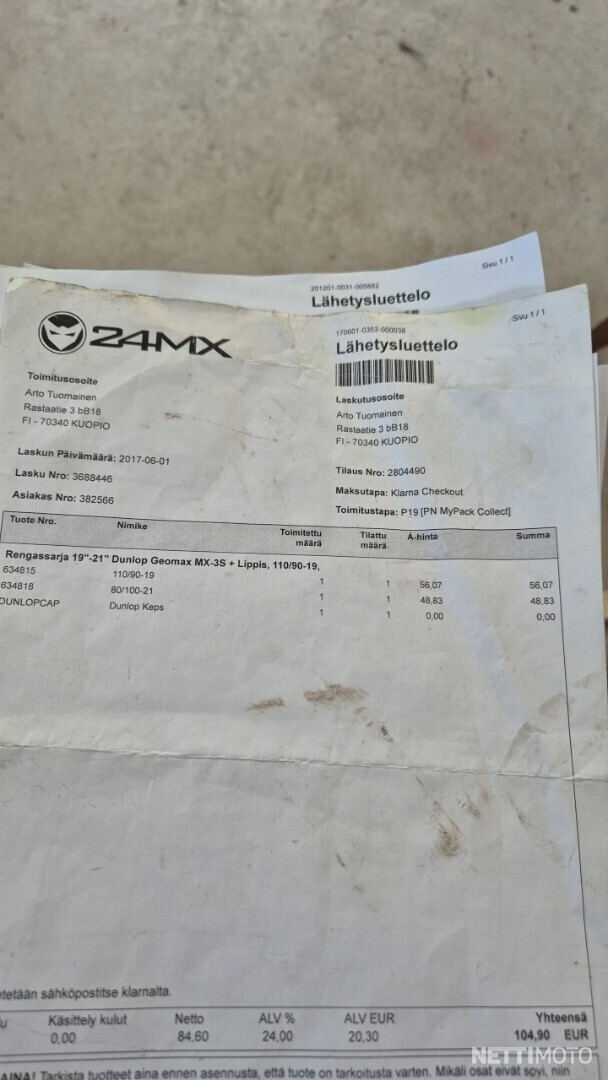 201201-0031-005882
Sivu 1 / 1
Lähetysluettelo
24MX
170601-0352-000038
Sivu 1 / 1
Lähetysluettelo
Toimitusosoite
Arto Tuomainen
Rastaatie 3 bB18
FI - 70340 KUOPIO
Laskutusosoite
Arto Tuomainen
Rastaatie 3 bB18
FI - 70340 KUOPIO
Laskun Päivämäärä: 2017-06-01
Lasku Nro: 3688446
Asiakas Nro: 382566
Tilaus Nro: 2804490
Maksutapa: Klarna Checkout
Toimitustapa: P19 [PN MyPack Collect]
Tuote Nro. Nimike Toimitettu määrä Tilattu määrä Á-hinta Summa
Rengassarja 19"-21" Dunlop Geomax MX-3S + Lippis, 110/90-19,
634815 110/90-19 1 1 56,07 56,07
634818 80/100-21 1 1 48,83 48,83
DUNLOPCAP Dunlop Keps 1 1 0,00 0,00
etetään sähköpostitse klarnalta.
Käsittely kulut Netto ALV % ALV EUR Yhteensä
0,00 84,60 24,00 20,30 104,90 EUR
AINA! Tarkista tuotteet aina ennen asennusta, että tuote on tarkoitusta varten. Mikäli osat eivät sovi, niin
NETTIMOTO